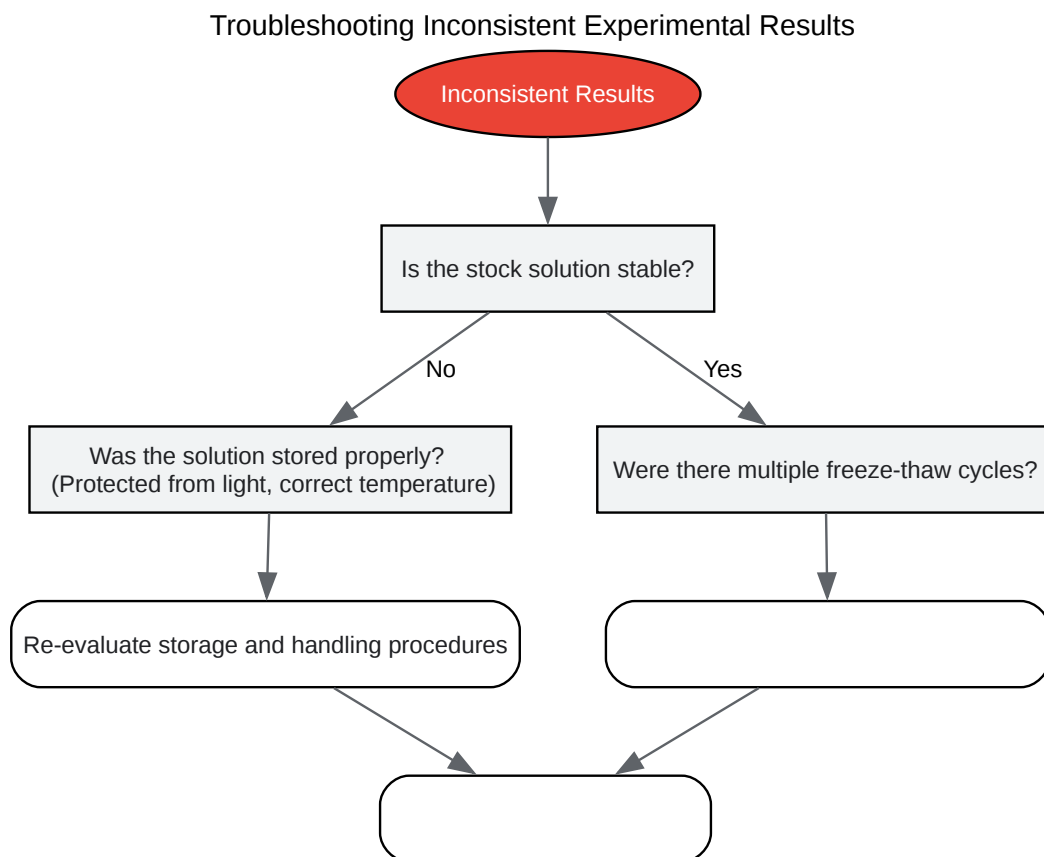 Troubleshooting Inconsistent Experimental Results
Inconsistent Results
Is the stock solution stable?
No
Yes
Was the solution stored properly?
(Protected from light, correct temperature)
Were there multiple freeze-thaw cycles?
Re-evaluate storage and handling procedures